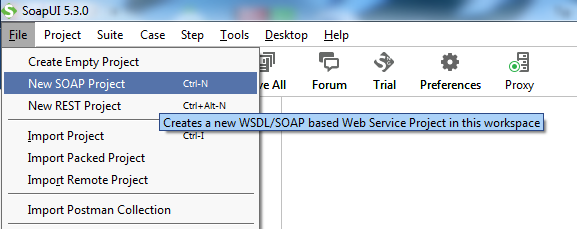 SoapUI 5.3.0
File Project Suite Case Step Tools Desktop Help
Create Empty Project
New SOAP Project Ctrl-N
New REST Project Ctrl+Alt-N
Import Project Ctrl-I
Import Packed Project
Import Remote Project
Import Postman Collection
All Forum Trial Preferences Proxy
Creates a new WSDL/SOAP based Web Service Project in this workspace